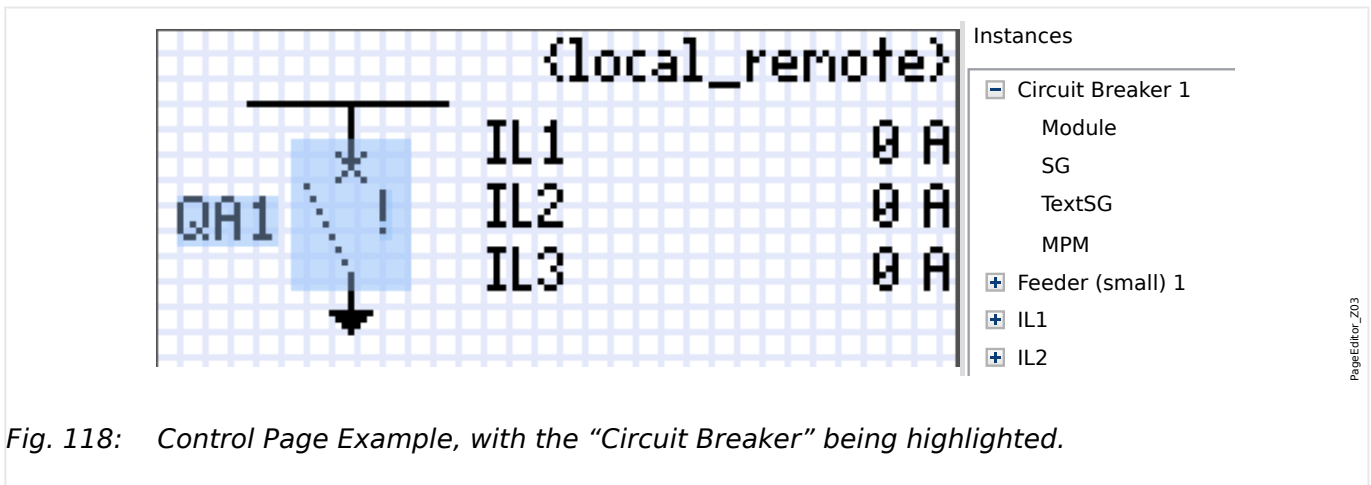 {local_remote}
IL1 0 A
QA1 ! IL2 0 A
IL3 0 A
Instances
Circuit Breaker 1
Module
SG
TextSG
MPM
Feeder (small) 1
IL1
IL2
PageEditor_Z03
Fig. 118: Control Page Example, with the “Circuit Breaker” being highlighted.